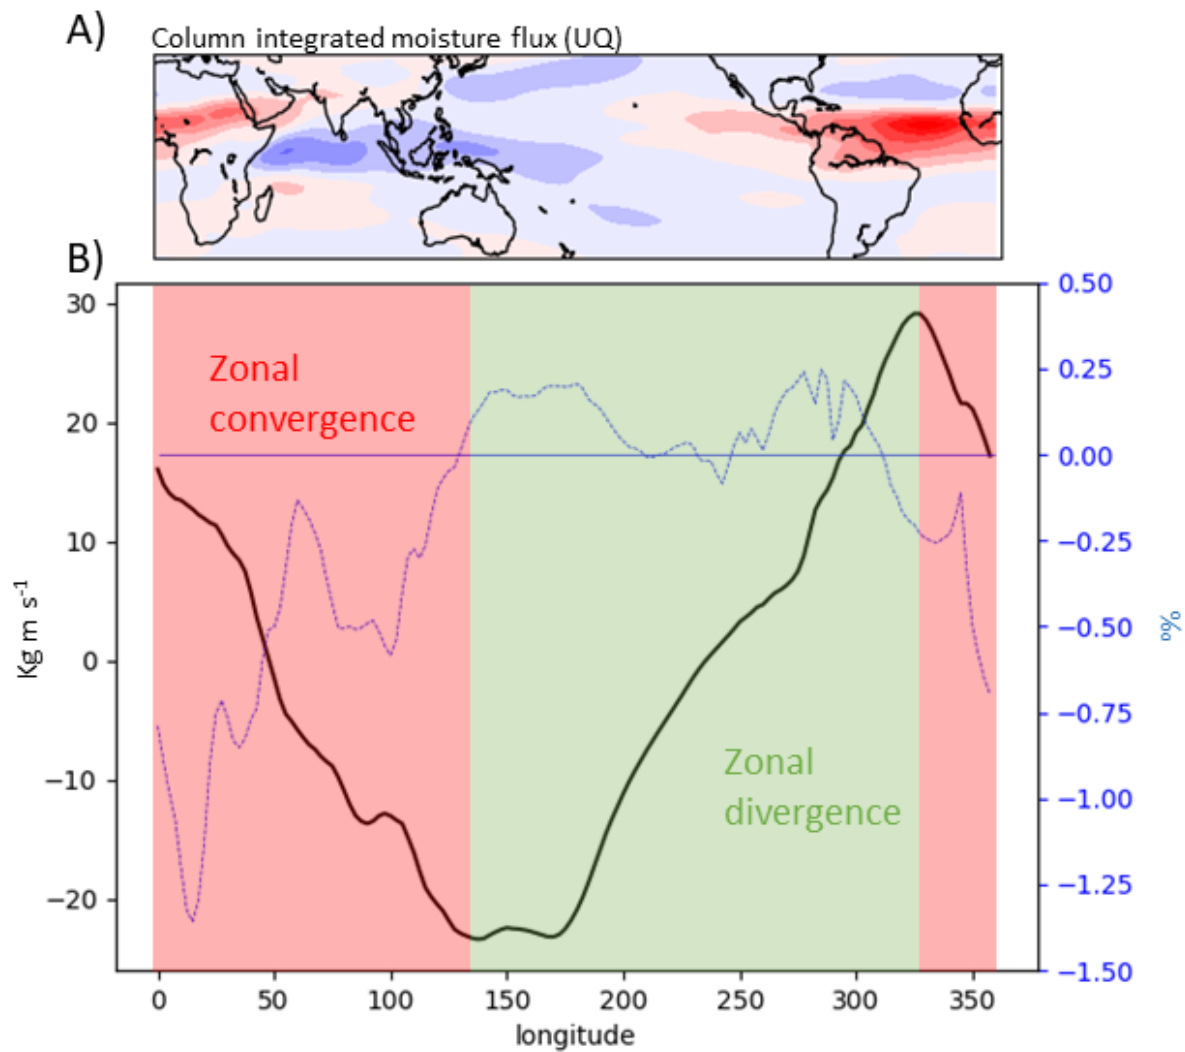 A)
Column integrated moisture flux (UQ)
B)
30
20
10
0
−10
−20
Kg m s⁻¹
Zonal
convergence
Zonal
divergence
0.50
0.25
0.00
−0.25
−0.50
−0.75
−1.00
−1.25
−1.50
%
0 50 100 150 200 250 300 350
longitude